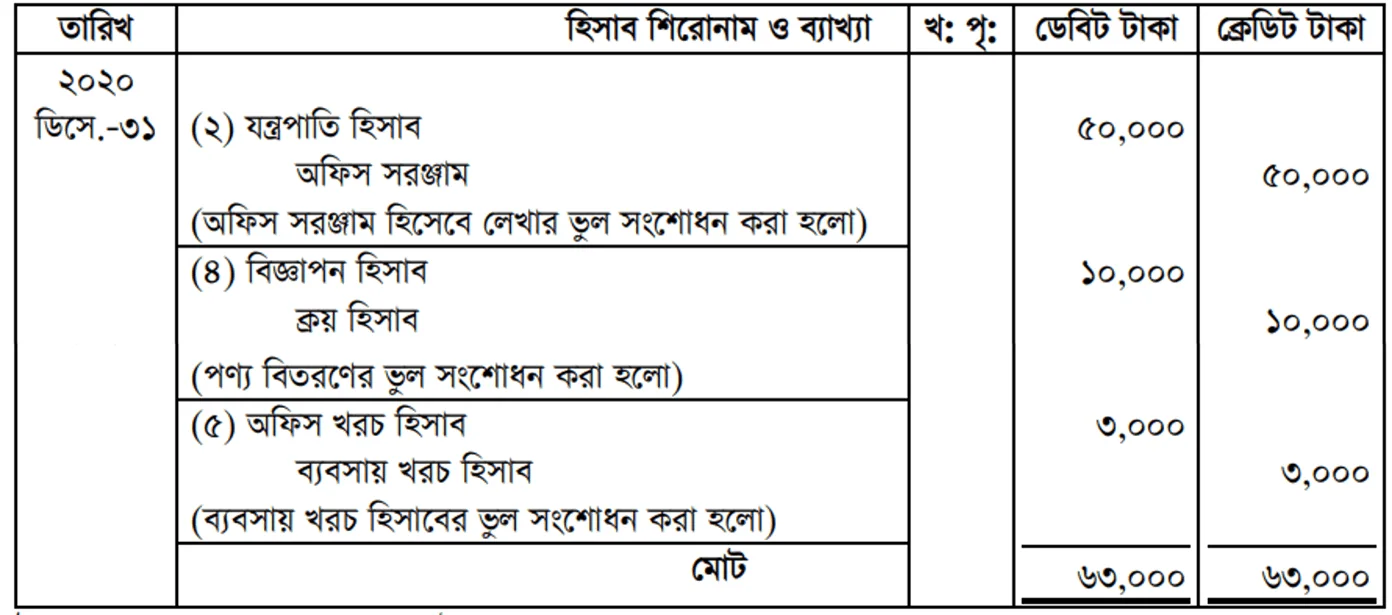 তারিখ হিসাব শিরোনাম ও ব্যাখ্যা খ: পৃ: ডেবিট টাকা ক্রেডিট টাকা
২০২০
ডিসে.-৩১ (২) যন্ত্রপাতি হিসাব ৫০,০০০
অফিস সরঞ্জাম ৫০,০০০
(অফিস সরঞ্জাম হিসেবে লেখার ভুল সংশোধন করা হলো)
(৪) বিজ্ঞাপন হিসাব ১০,০০০
ক্রয় হিসাব ১০,০০০
(পণ্য বিতরণের ভুল সংশোধন করা হলো)
(৫) অফিস খরচ হিসাব ৩,০০০
ব্যবসায় খরচ হিসাব ৩,০০০
(ব্যবসায় খরচ হিসাবের ভুল সংশোধন করা হলো)
মোট ৬৩,০০০ ৬৩,০০০